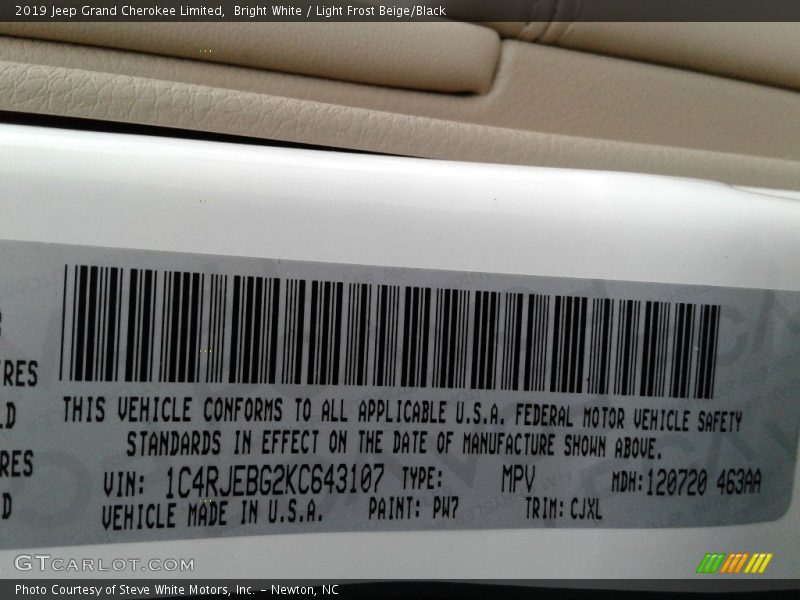 2019 Jeep Grand Cherokee Limited,  Bright White / Light Frost Beige/Black
IRES
LD
RES
D
THIS VEHICLE CONFORMS TO ALL APPLICABLE U.S.A. FEDERAL MOTOR VEHICLE SAFETY
STANDARDS IN EFFECT ON THE DATE OF MANUFACTURE SHOWN ABOVE.
VIN: 1C4RJEBG2KC643107 TYPE: MPV MDH:120720 463AA
VEHICLE MADE IN U.S.A. PAINT: PW7 TRIM: CJXL
GTCARLOT.COM
Photo Courtesy of Steve White Motors, Inc. – Newton, NC